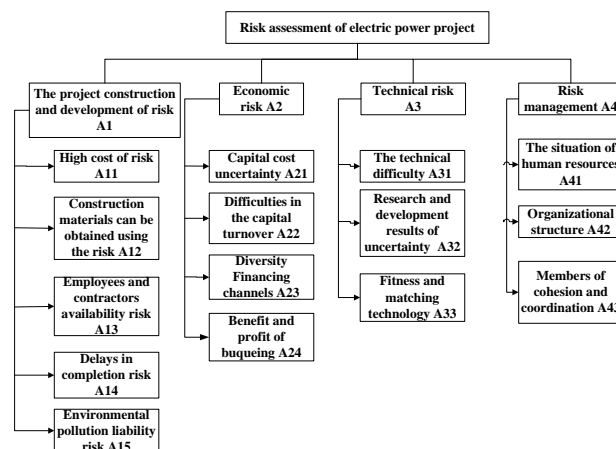 Risk assessment of electric power project
The project construction
and development of risk
A1
Economic
risk A2
Technical risk
A3
Risk
management A4
High cost of risk
A11
Construction
materials can be
obtained using
the risk A12
Employees and
contractors
availability risk
A13
Delays in
completion risk
A14
Environmental
pollution liability
risk A15
Capital cost
uncertainty A21
Difficulties in
the capital
turnover A22
Diversity
Financing
channels A23
Benefit and
profit of
buqueing A24
The technical
difficulty A31
Research and
development
results of
uncertainty A32
Fitness and
matching
technology A33
The situation of
human resources
A41
Organizational
structure A42
Members of
cohesion and
coordination A43